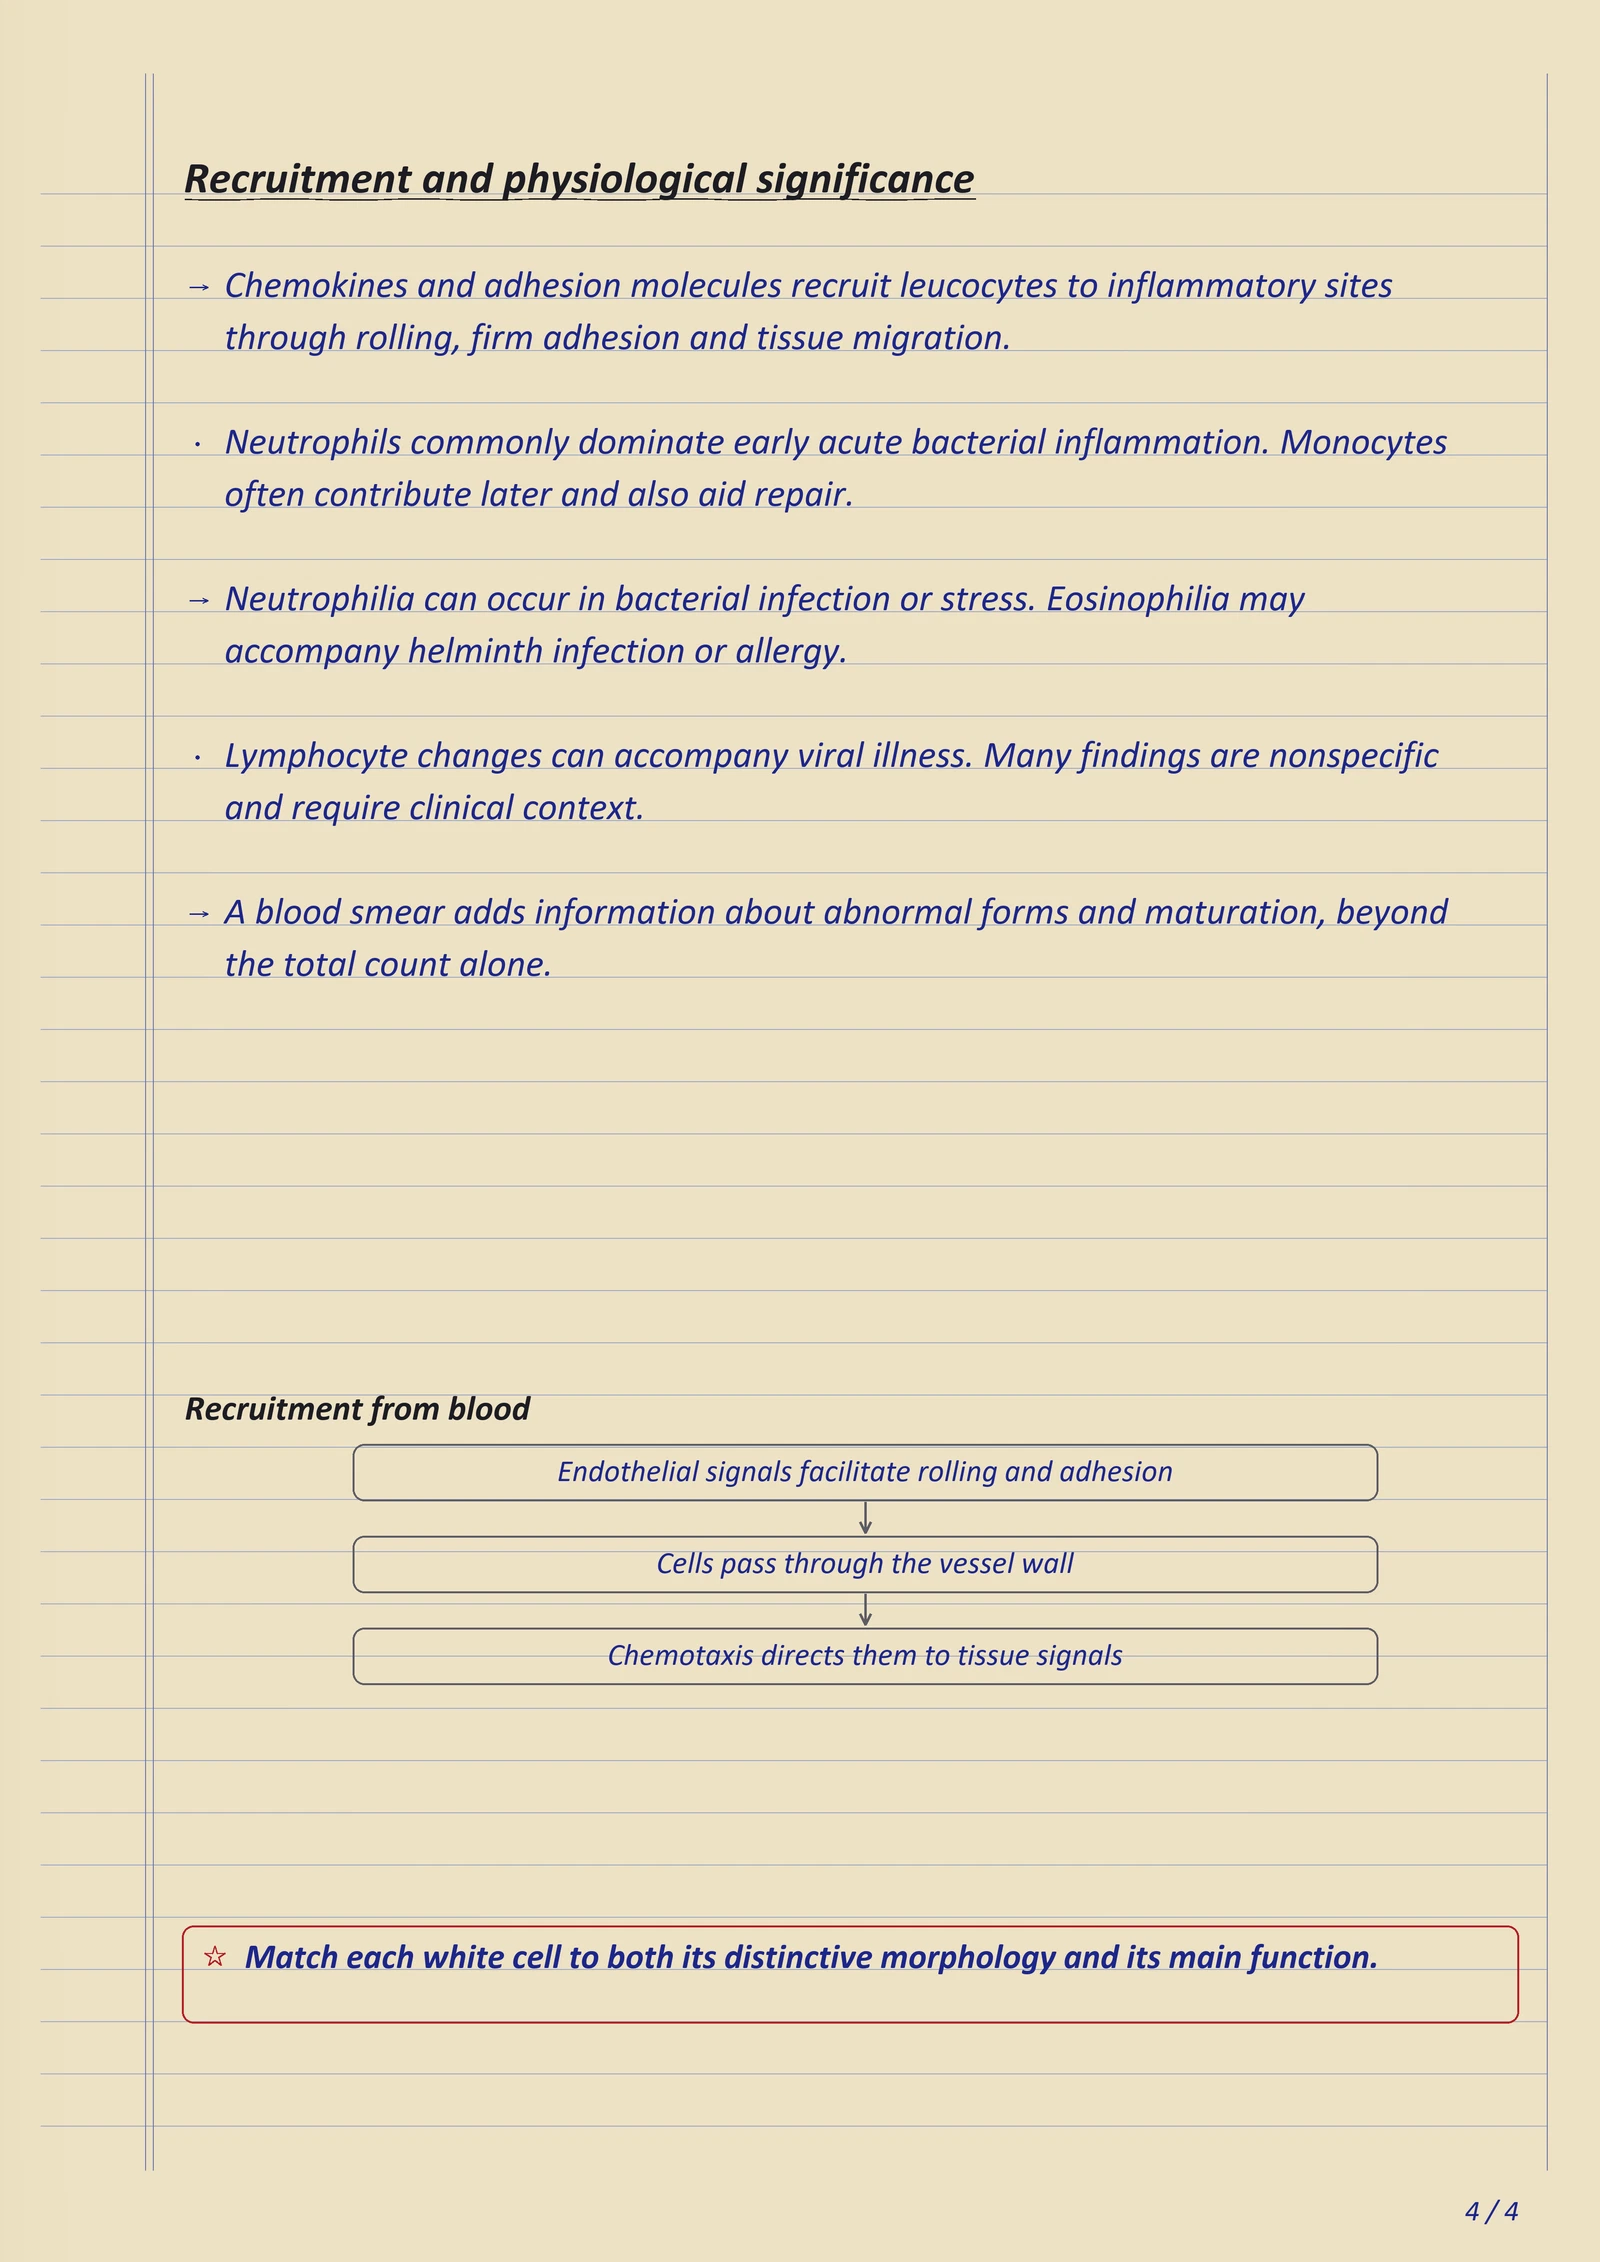 Recruitment and physiological significance
→ Chemokines and adhesion molecules recruit leucocytes to inflammatory sites
through rolling, firm adhesion and tissue migration.
· Neutrophils commonly dominate early acute bacterial inflammation. Monocytes
often contribute later and also aid repair.
→ Neutrophilia can occur in bacterial infection or stress. Eosinophilia may
accompany helminth infection or allergy.
· Lymphocyte changes can accompany viral illness. Many findings are nonspecific
and require clinical context.
→ A blood smear adds information about abnormal forms and maturation, beyond
the total count alone.
Recruitment from blood
Endothelial signals facilitate rolling and adhesion
Cells pass through the vessel wall
Chemotaxis directs them to tissue signals
☆ Match each white cell to both its distinctive morphology and its main function.
4 / 4